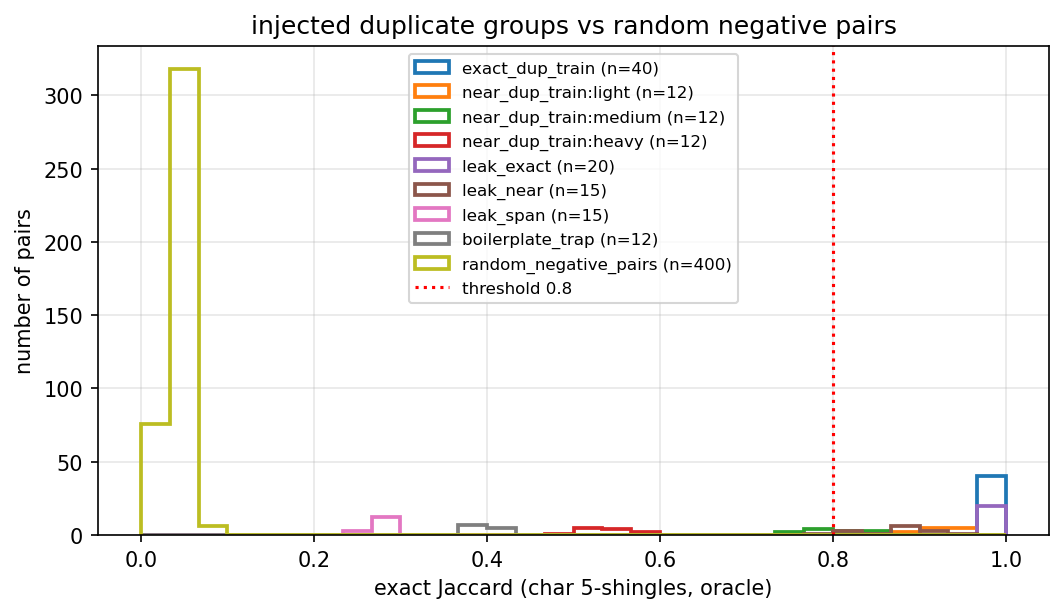 injected duplicate groups vs random negative pairs
number of pairs
300
250
200
150
100
50
0
exact_dup_train (n=40)
near_dup_train:light (n=12)
near_dup_train:medium (n=12)
near_dup_train:heavy (n=12)
leak_exact (n=20)
leak_near (n=15)
leak_span (n=15)
boilerplate_trap (n=12)
random_negative_pairs (n=400)
threshold 0.8
0.0 0.2 0.4 0.6 0.8 1.0
exact Jaccard (char 5-shingles, oracle)